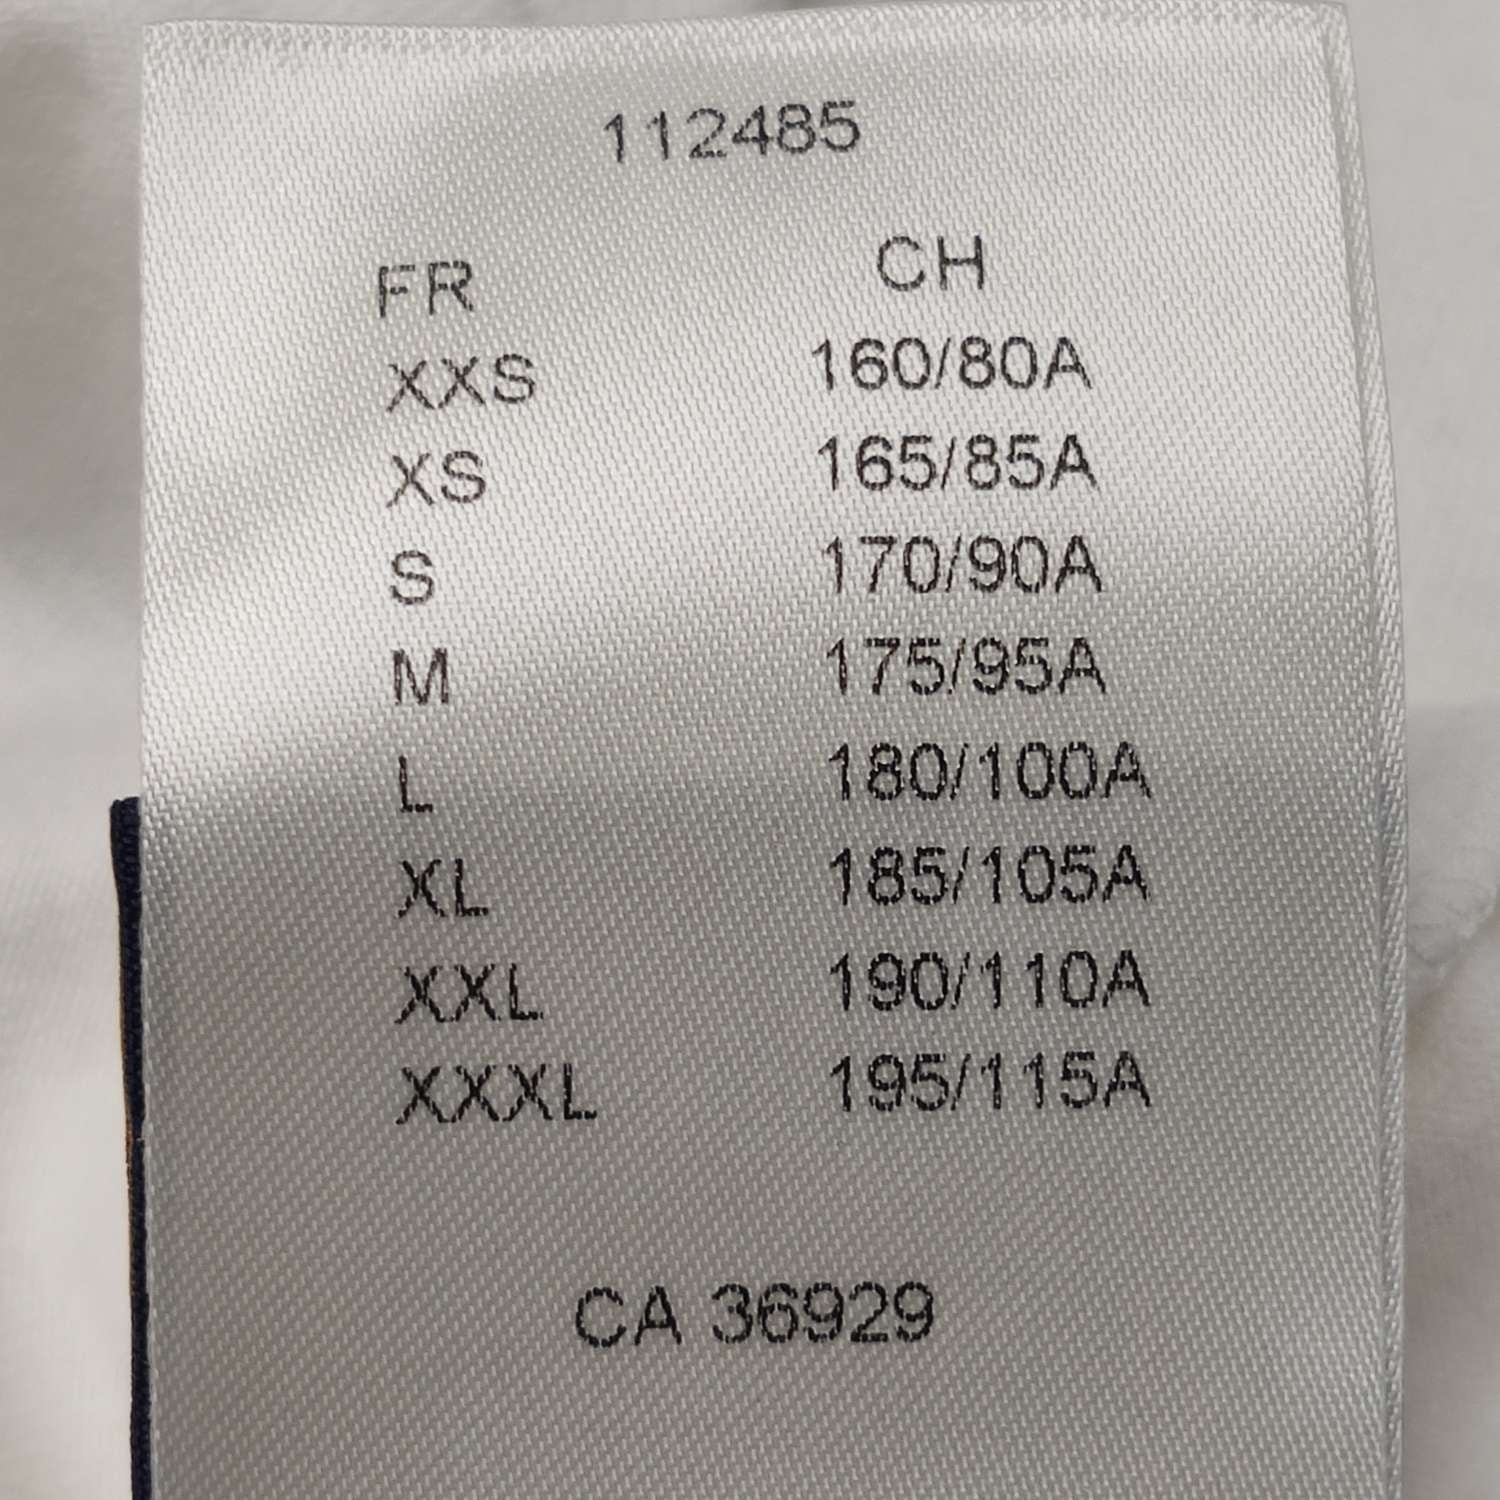 112485
FR CH
XXS 160/80A
XS 165/85A
S 170/90A
M 175/95A
L 180/100A
XL 185/105A
XXL 190/110A
XXXL 195/115A
CA 36929